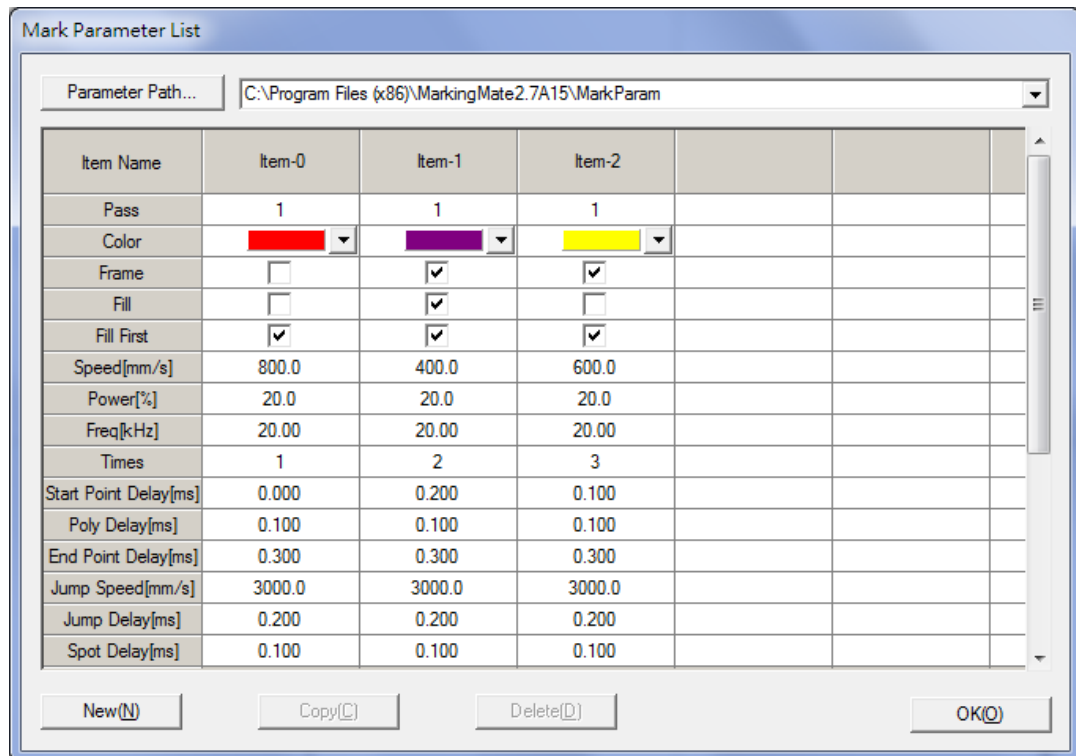 Mark Parameter List
Parameter Path... C:\Program Files (x86)\MarkingMate2.7A15\MarkParam
Item Name Item-0 Item-1 Item-2
Pass 1 1 1
Color
Frame
Fill
Fill First
Speed[mm/s] 800.0 400.0 600.0
Power[%] 20.0 20.0 20.0
Freq[kHz] 20.00 20.00 20.00
Times 1 2 3
Start Point Delay[ms] 0.000 0.200 0.100
Poly Delay[ms] 0.100 0.100 0.100
End Point Delay[ms] 0.300 0.300 0.300
Jump Speed[mm/s] 3000.0 3000.0 3000.0
Jump Delay[ms] 0.200 0.200 0.200
Spot Delay[ms] 0.100 0.100 0.100
New(N) Copy(C) Delete(D) OK(O)